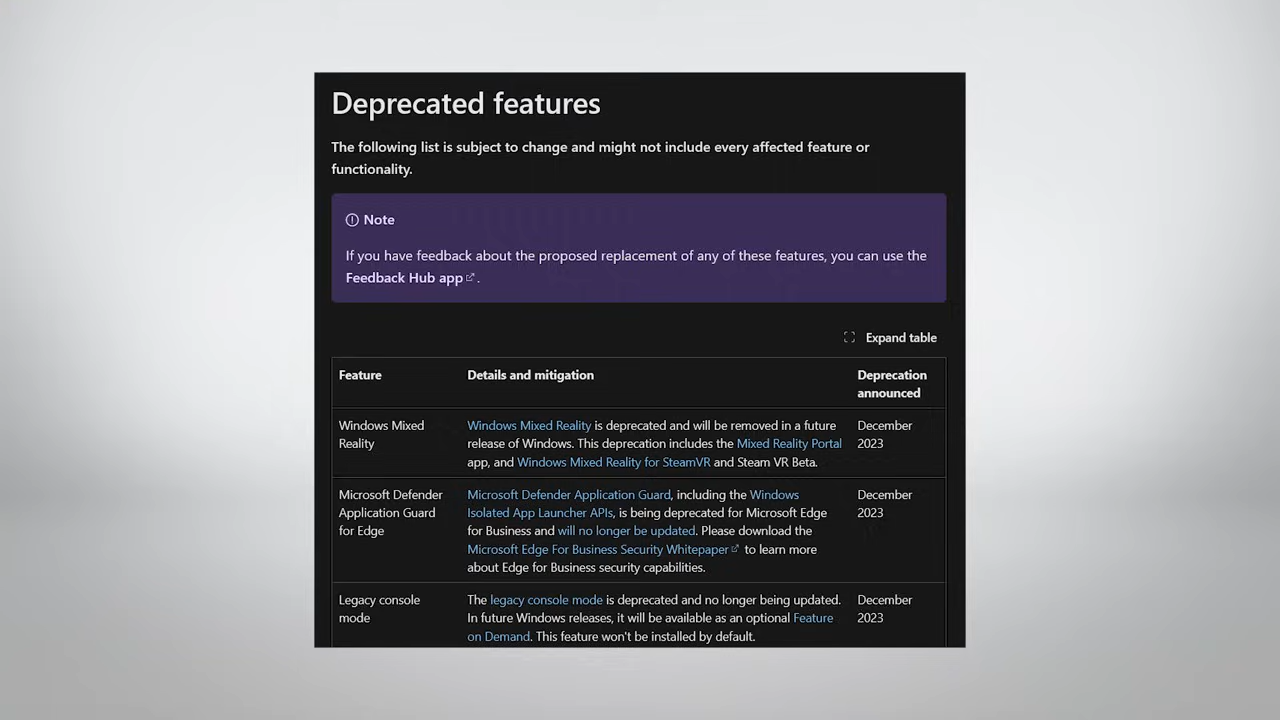 Deprecated features
The following list is subject to change and might not include every affected feature or
functionality.
Note
If you have feedback about the proposed replacement of any of these features, you can use the
Feedback Hub app.
Expand table
Feature
Details and mitigation
Deprecation
announced
Windows Mixed
Reality
Windows Mixed Reality is deprecated and will be removed in a future
release of Windows. This deprecation includes the Mixed Reality Portal
app, and Windows Mixed Reality for SteamVR and Steam VR Beta.
December
2023
Microsoft Defender
Application Guard
for Edge
Microsoft Defender Application Guard, including the Windows
Isolated App Launcher APIs, is being deprecated for Microsoft Edge
for Business and will no longer be updated. Please download the
Microsoft Edge For Business Security Whitepaper to learn more
about Edge for Business security capabilities.
December
2023
Legacy console
mode
The legacy console mode is deprecated and no longer being updated.
In future Windows releases, it will be available as an optional Feature
on Demand. This feature won't be installed by default.
December
2023